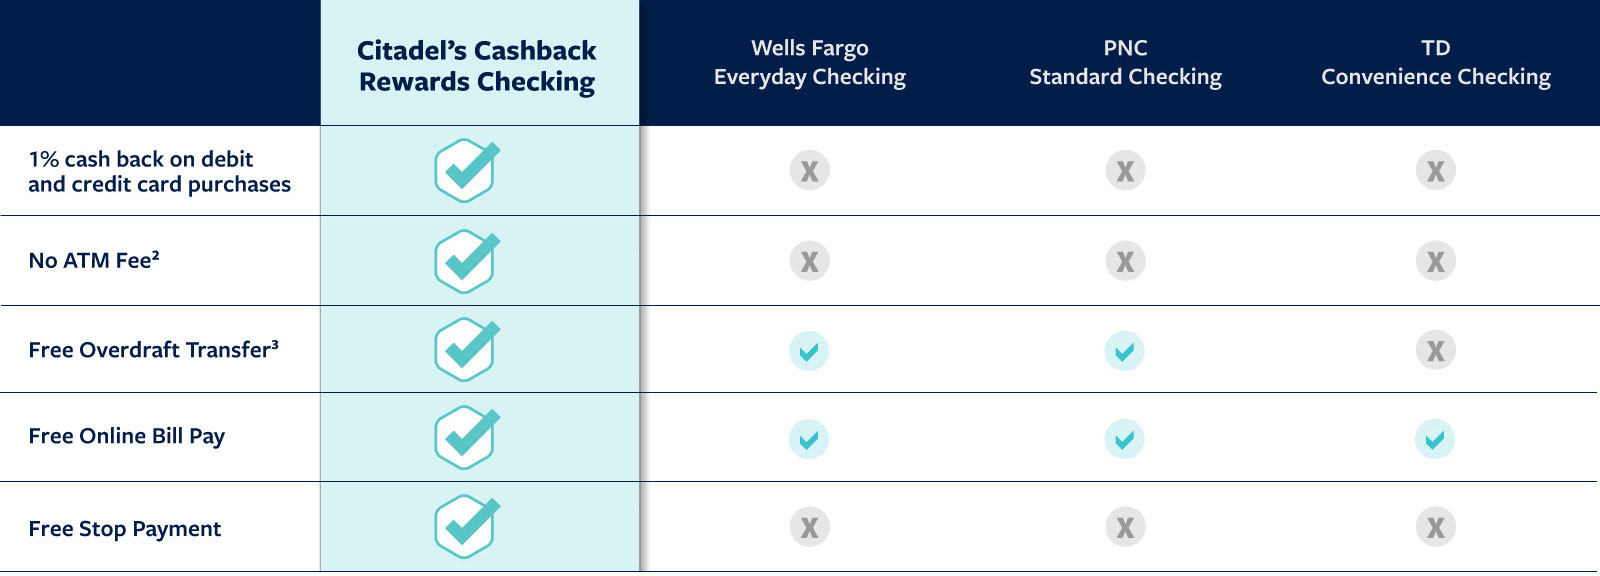 Citadel’s Cashback
Rewards Checking
Wells Fargo
Everyday Checking
PNC
Standard Checking
TD
Convenience Checking
1% cash back on debit
and credit card purchases
X X X
No ATM Fee²
X X X
Free Overdraft Transfer³
X
Free Online Bill Pay
Free Stop Payment
X X X